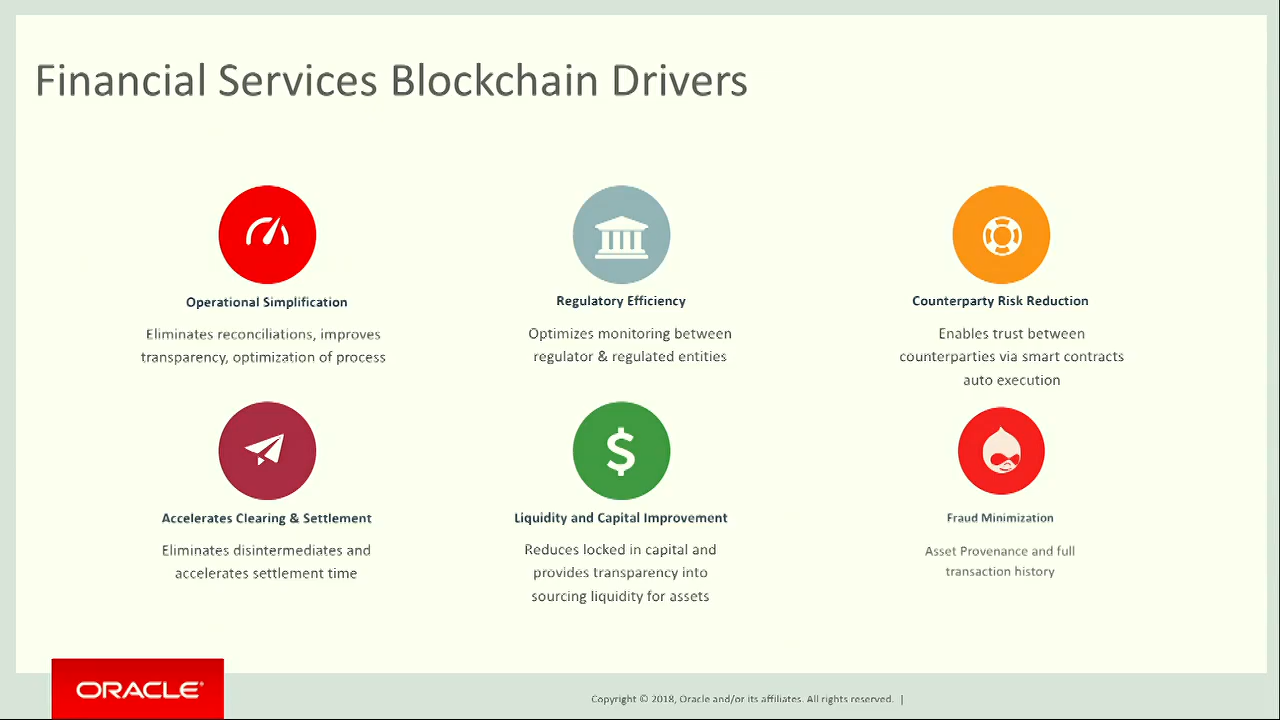 Financial Services Blockchain Drivers
Operational Simplification
Eliminates reconciliations, improves
transparency, optimization of process
Regulatory Efficiency
Optimizes monitoring between
regulator & regulated entities
Counterparty Risk Reduction
Enables trust between
counterparties via smart contracts
auto execution
Accelerates Clearing & Settlement
Eliminates disintermediates and
accelerates settlement time
$
Liquidity and Capital Improvement
Reduces locked in capital and
provides transparency into
sourcing liquidity for assets
Fraud Minimization
Asset Provenance and full
transaction history
ORACLE®
Copyright © 2018, Oracle and/or its affiliates. All rights reserved. |